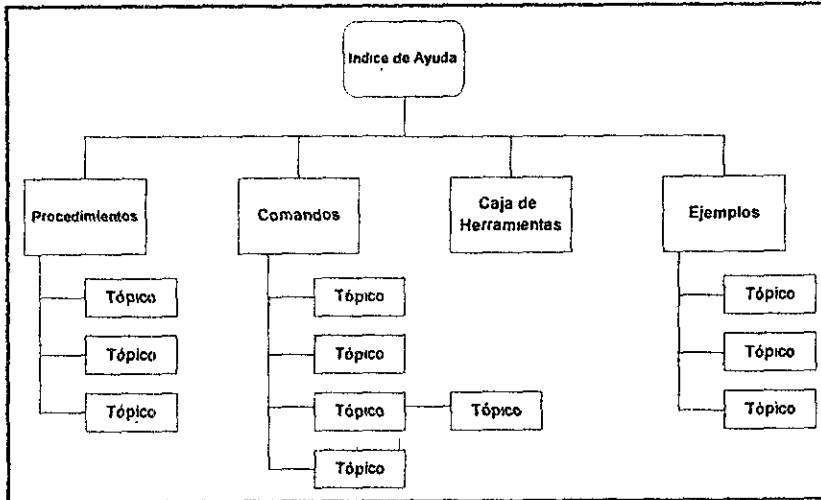 Indice de Ayuda
Procedimientos
Comandos
Caja de
Herramientas
Ejemplos
Tópico
Tópico
Tópico
Tópico
Tópico
Tópico
Tópico
Tópico
Tópico
Tópico
Tópico